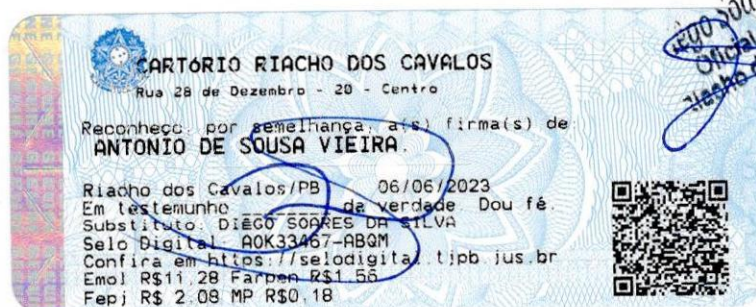 CARTÓRIO RIACHO DOS CAVALOS
Rua 28 de Dezembro - 20 - Centro
Reconheço, por semelhança, a(s) firma(s) de:
ANTONIO DE SOUSA VIEIRA.
Riacho dos Cavalos/PB 06/06/2023
Em testemunho ________ da verdade. Dou fé.
Substituto: DIEGO SOARES DA SILVA
Selo Digital: AOK33467-ABQM
Confira em https://selodigital.tjpb.jus.br
Emol R$11,28 Farpen R$1,56
Fepj R$ 2,08 MP R$0,18